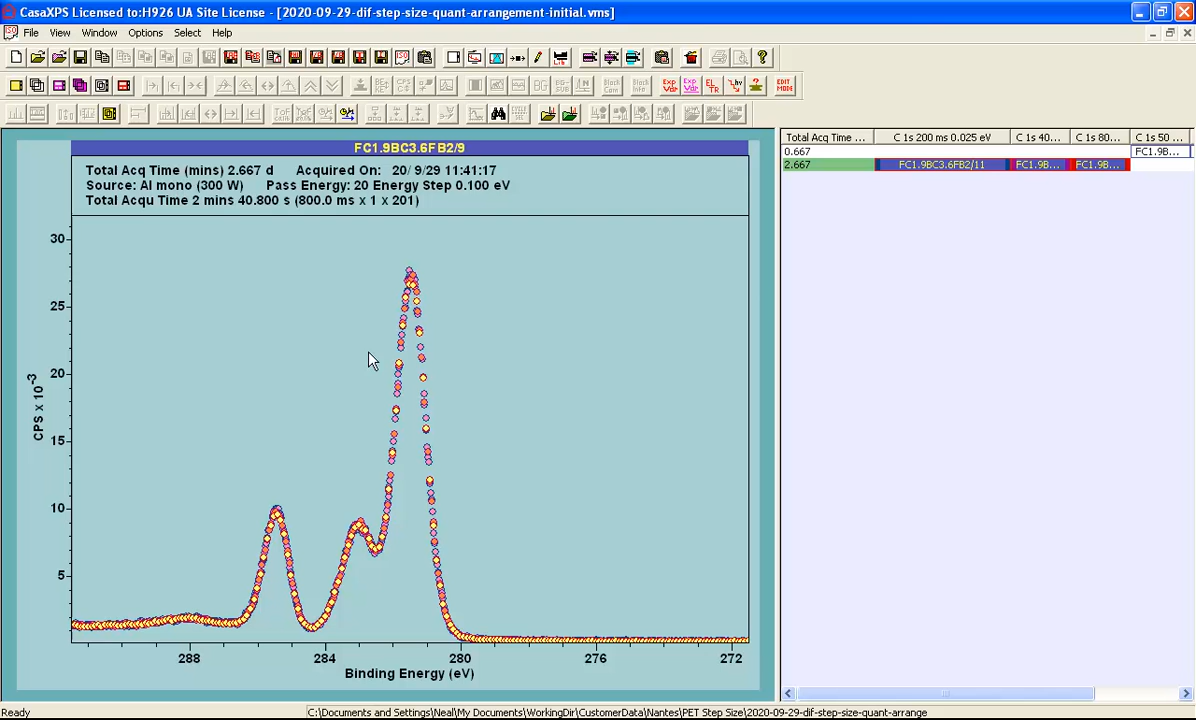 CasaXPS Licensed to:H926 UA Site License - [2020-09-29-dif-step-size-quant-arrangement-initial.vms]
File View Window Options Select Help
FC1.9BC3.6FB2/9
Total Acq Time (mins) 2.667 d Acquired On: 20/ 9/29 11:41:17
Source: Al mono (300 W) Pass Energy: 20 Energy Step 0.100 eV
Total Acqu Time 2 mins 40.800 s (800.0 ms x 1 x 201)
30
25
20
15
10
5
CPS x 10-3
288 284 280 276 272
Binding Energy (eV)
Total Acq Time ... C 1s 200 ms 0.025 eV C 1s 40... C 1s 80... C 1s 50 ...
0.667 FC1.9B...
2.667 FC1.9BC3.6FB2/11 FC1.9B... FC1.9B...
Ready C:\Documents and Settings\Neal\My Documents\WorkingDir\CustomerData\Nantes\PET Step Size\2020-09-29-dif-step-size-quant-arrange